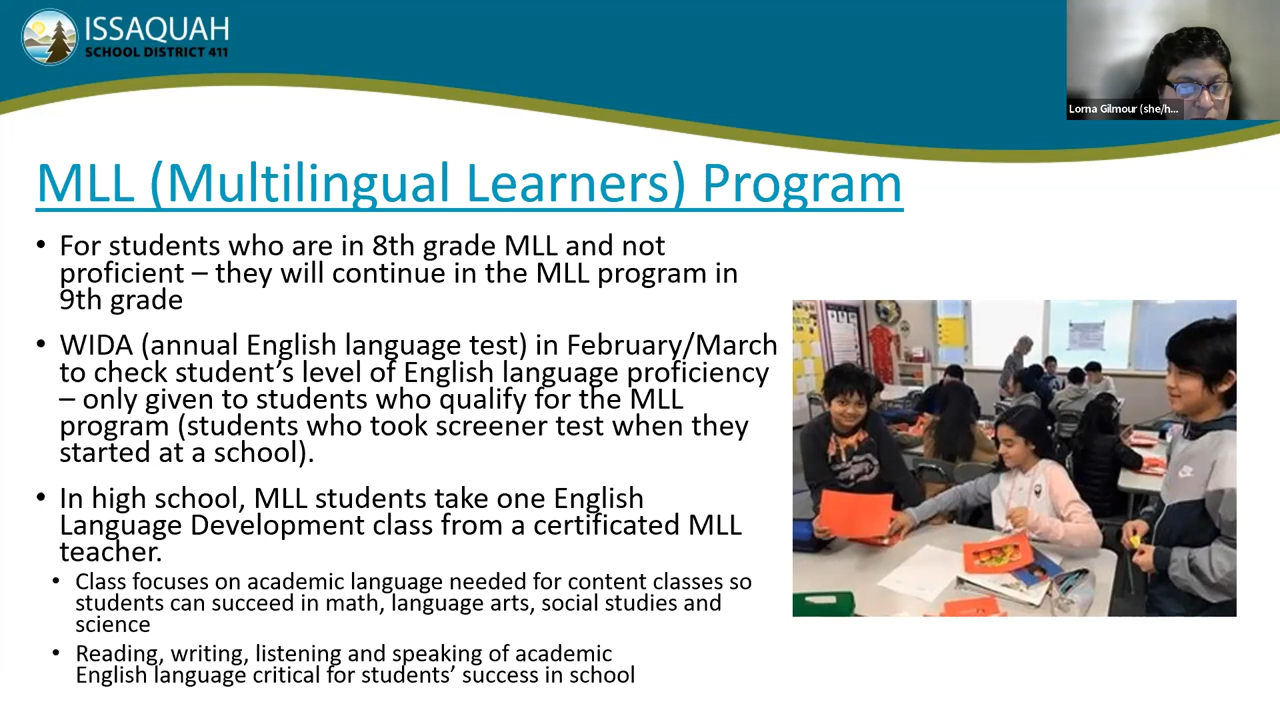 ISSAQUAH
SCHOOL DISTRICT 411
Lorna Gilmour (she/h...
MLL (Multilingual Learners) Program
• For students who are in 8th grade MLL and not
proficient – they will continue in the MLL program in
9th grade
• WIDA (annual English language test) in February/March
to check student’s level of English language proficiency
– only given to students who qualify for the MLL
program (students who took screener test when they
started at a school).
• In high school, MLL students take one English
Language Development class from a certificated MLL
teacher.
• Class focuses on academic language needed for content classes so
students can succeed in math, language arts, social studies and
science
• Reading, writing, listening and speaking of academic
English language critical for students’ success in school